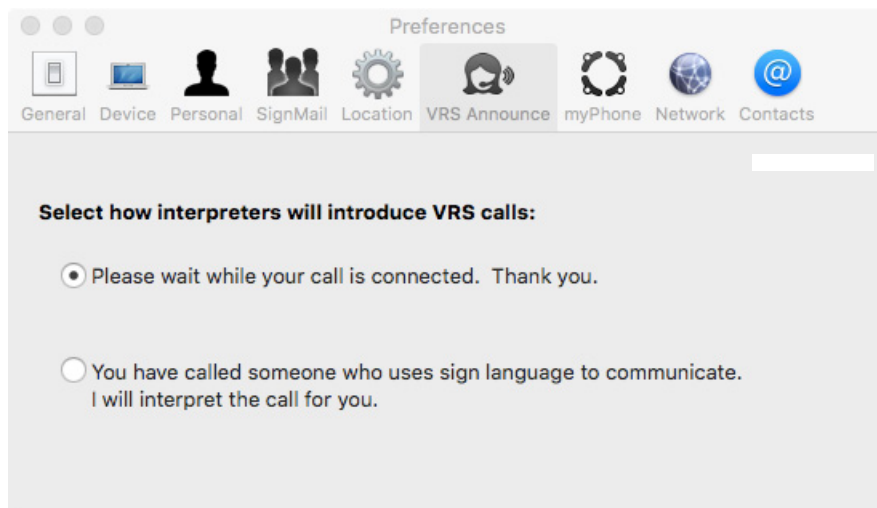 Preferences
General Device Personal SignMail Location VRS Announce myPhone Network Contacts
Select how interpreters will introduce VRS calls:
Please wait while your call is connected.  Thank you.
You have called someone who uses sign language to communicate.
I will interpret the call for you.